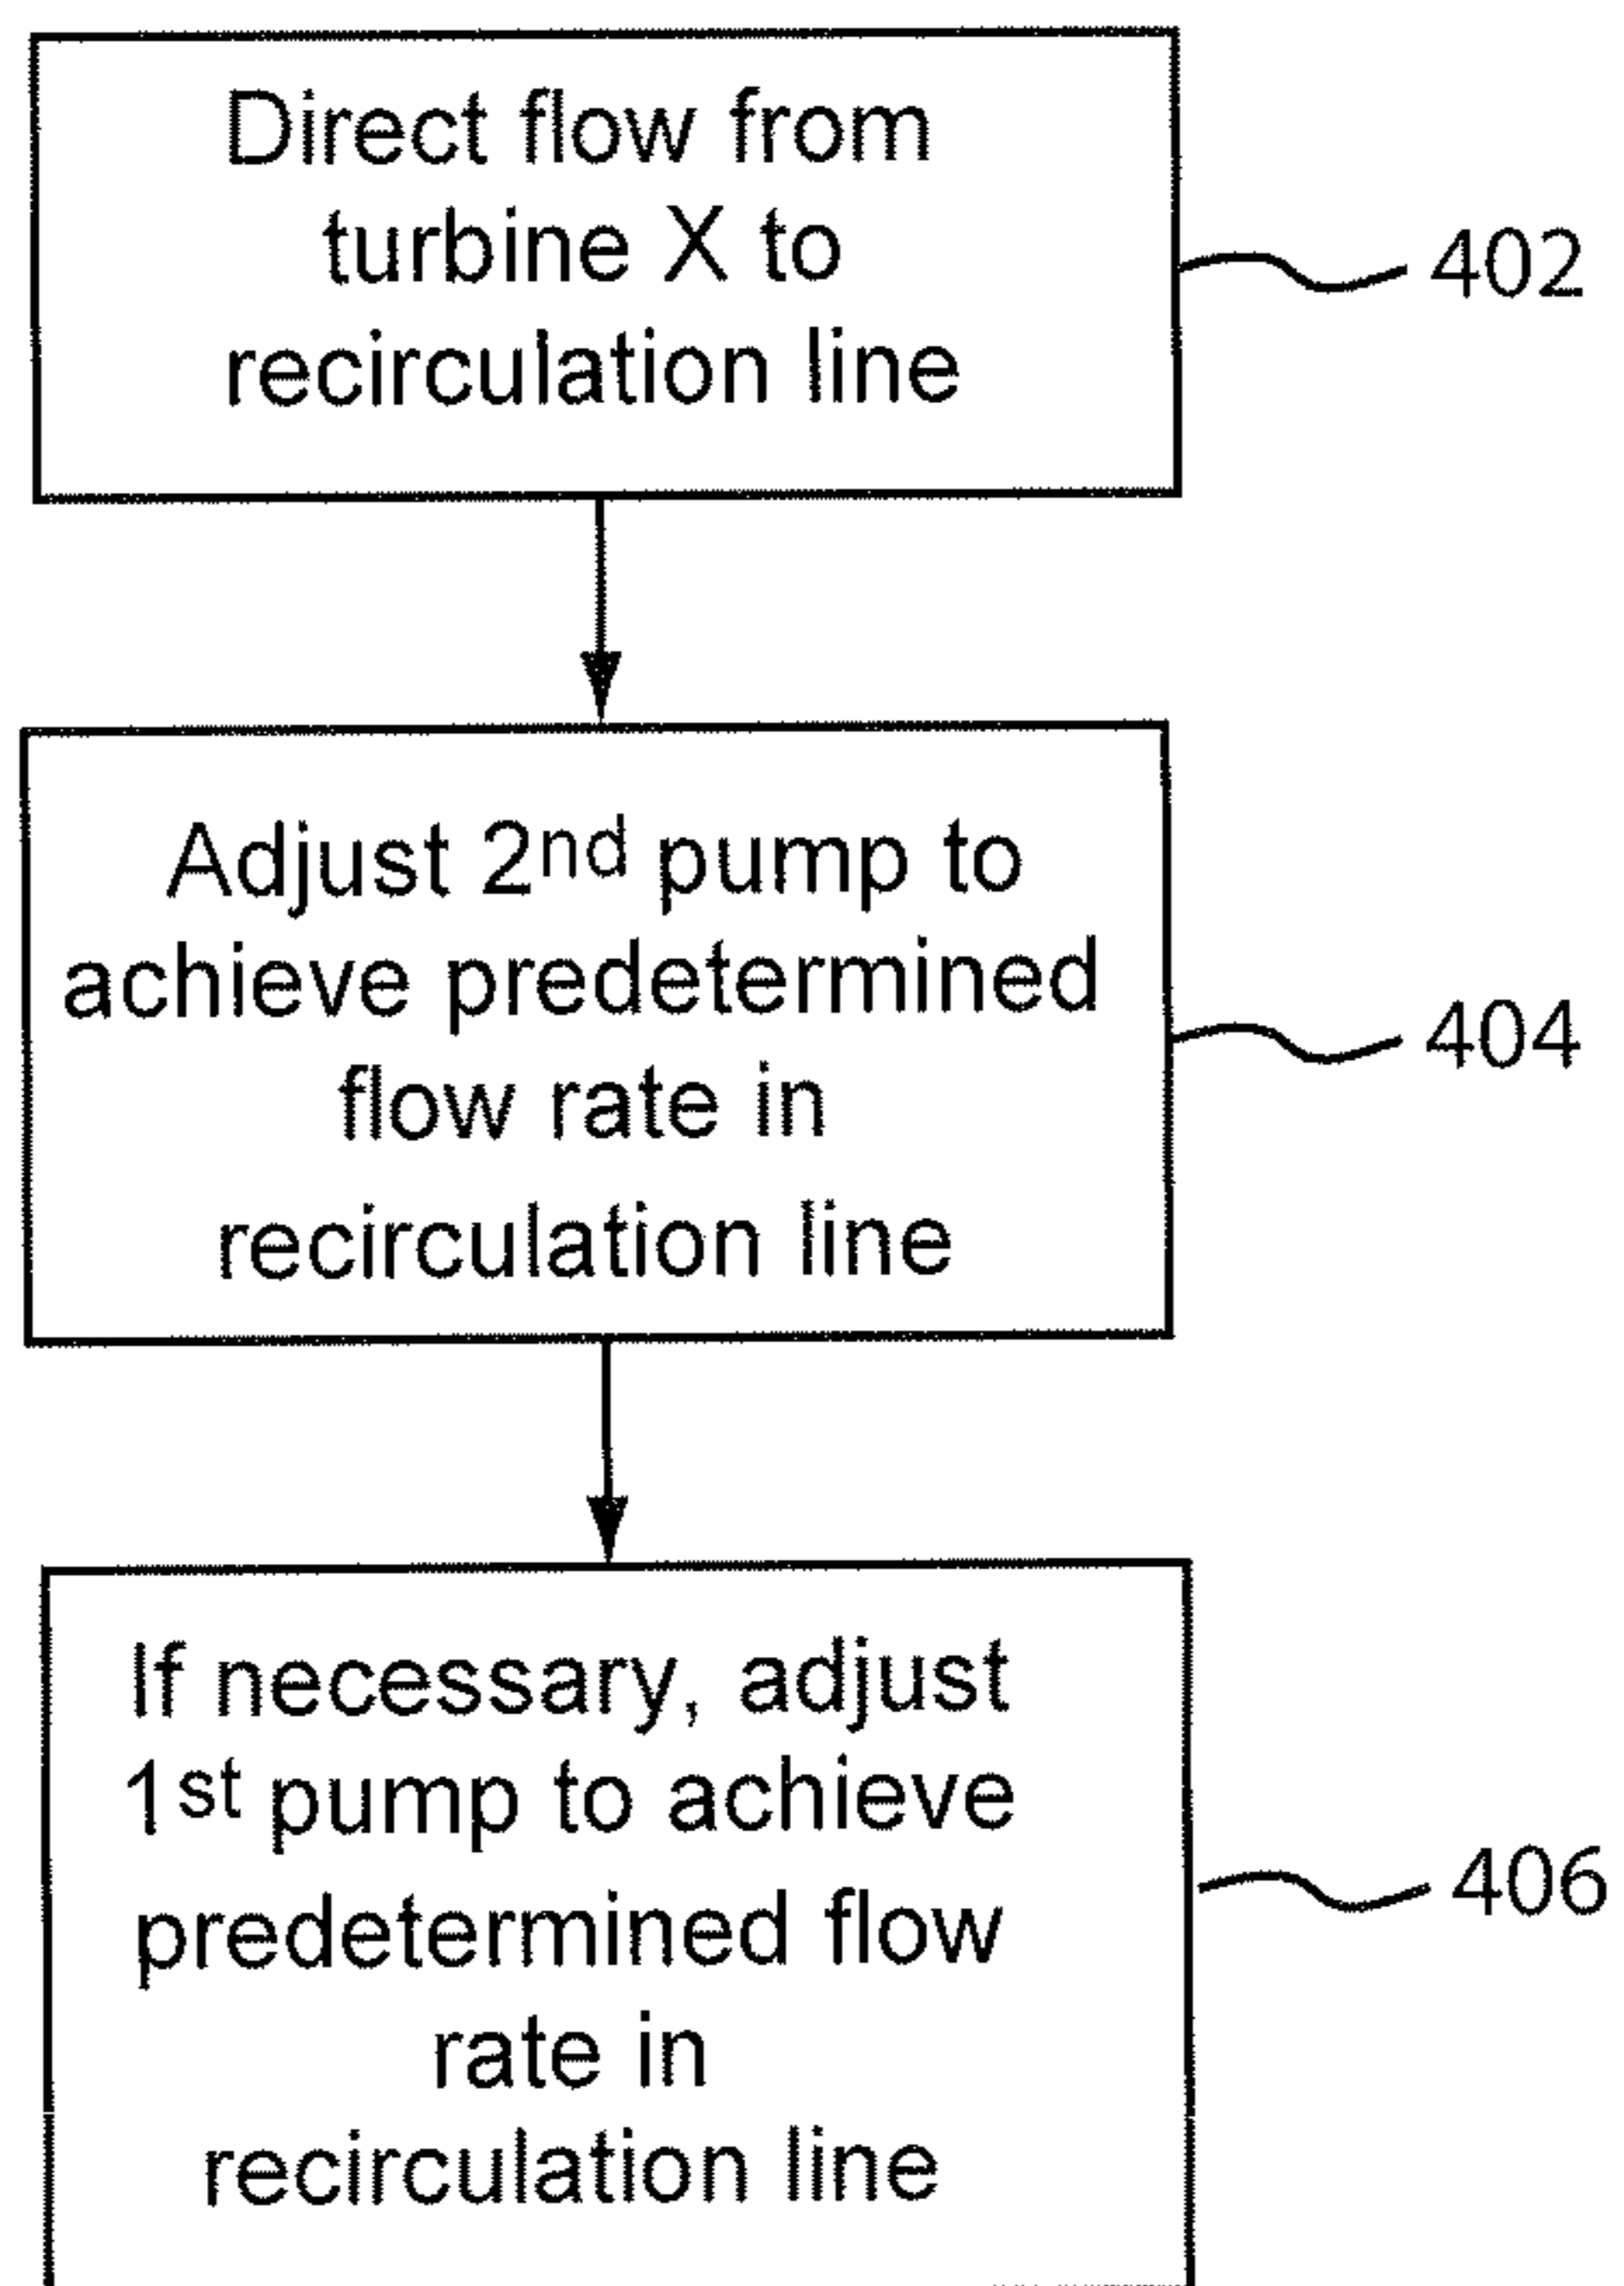 Direct flow from
turbine X to
recirculation line
402
Adjust 2nd pump to
achieve predetermined
flow rate in
recirculation line
404
If necessary, adjust
1st pump to achieve
predetermined flow
rate in
recirculation line
406